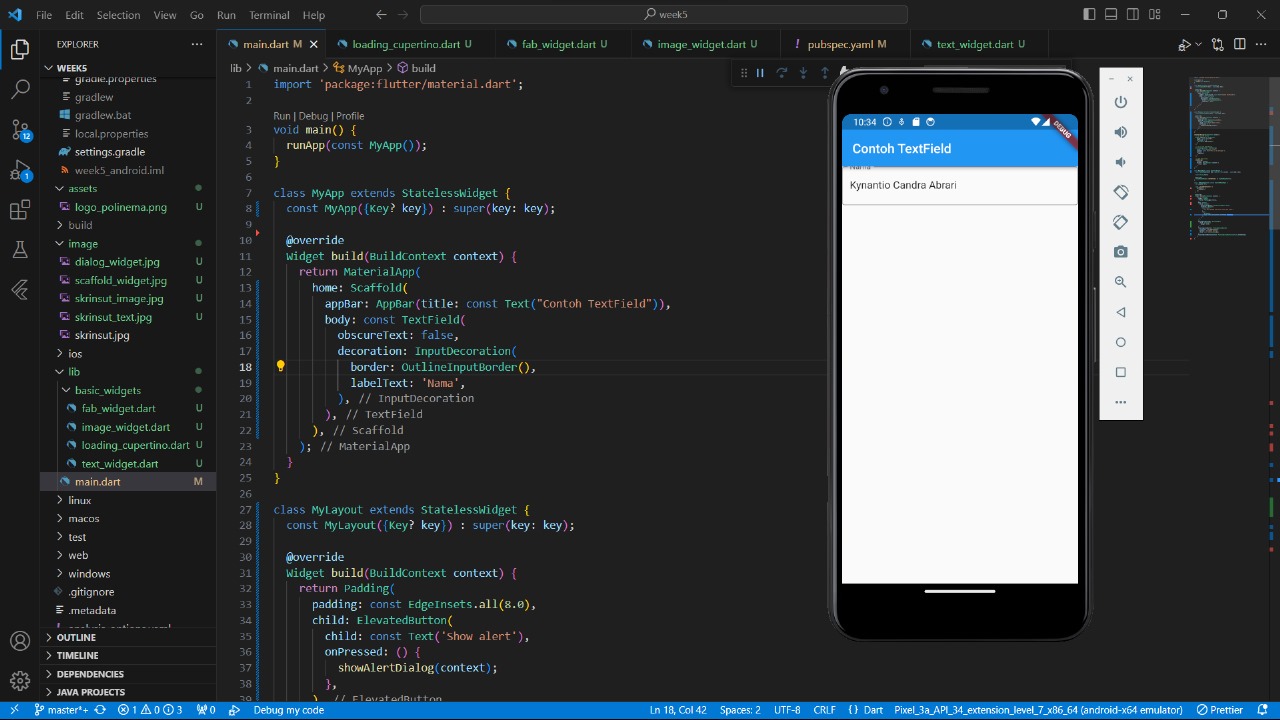 File Edit Selection View Go Run Terminal Help
week5
EXPLORER
WEEK5
gradle.properties
gradlew
gradlew.bat
local.properties
settings.gradle
week5_android.iml
assets
logo_polinema.png
build
image
dialog_widget.jpg
scaffold_widget.jpg
skrinsut_image.jpg
skrinsut_text.jpg
skrinsut.jpg
ios
lib
basic_widgets
fab_widget.dart U
image_widget.dart U
loading_cupertino.dart U
text_widget.dart U
main.dart M
linux
macos
test
web
windows
.gitignore
.metadata
OUTLINE
TIMELINE
DEPENDENCIES
JAVA PROJECTS
12
1
main.dart M
loading_cupertino.dart U
fab_widget.dart U
image_widget.dart U
pubspec.yaml M
text_widget.dart U
lib > main.dart > MyApp > build
1 import 'package:flutter/material.dart';
2
Run | Debug | Profile
3 void main() {
4 runApp(const MyApp());
5 }
6
7 class MyApp extends StatelessWidget {
8 const MyApp({Key? key}) : super(key: key);
9
10 @override
11 Widget build(BuildContext context) {
12 return MaterialApp(
13 home: Scaffold(
14 appBar: AppBar(title: const Text("Contoh TextField")),
15 body: const TextField(
16 obscureText: false,
17 decoration: InputDecoration(
18 border: OutlineInputBorder(),
19 labelText: 'Nama',
20 ), // InputDecoration
21 ), // TextField
22 ), // Scaffold
23 ); // MaterialApp
24 }
25 }
26
27 class MyLayout extends StatelessWidget {
28 const MyLayout({Key? key}) : super(key: key);
29
30 @override
31 Widget build(BuildContext context) {
32 return Padding(
33 padding: const EdgeInsets.all(8.0),
34 child: ElevatedButton(
35 child: const Text('Show alert'),
36 onPressed: () {
37 showAlertDialog(context);
38 },
39 ), // ElevatedButton
10:34
DEBUG
Contoh TextField
Nama
Kynantio Candra Abrari
master*+ 1 0 3 0 Debug my code
Ln 18, Col 42 Spaces: 2 UTF-8 CRLF {} Dart Pixel_3a_API_34_extension_level_7_x86_64 (android-x64 emulator) Prettier